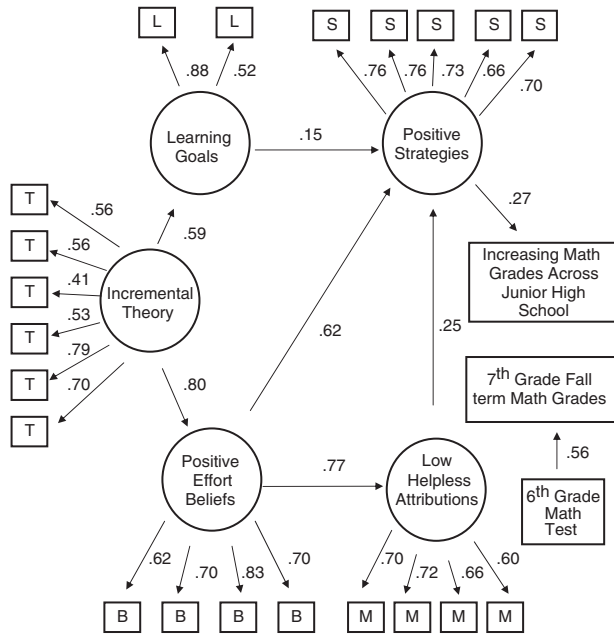 L L S S S S S
.88 .52 .76 .76 .73 .66 .70
Learning
Goals
.15
Positive
Strategies
T
.56
.59
.27
T
.56
T
.41
Incremental
Theory
Increasing Math
Grades Across
Junior High
School
T
.53
.62
.25
T
.79
T
.70
.80
7th Grade Fall
term Math Grades
.56
Positive
Effort
Beliefs
.77
Low
Helpless
Attributions
6th Grade
Math
Test
.62 .70 .83 .70 .70 .72 .66 .60
B B B B M M M M